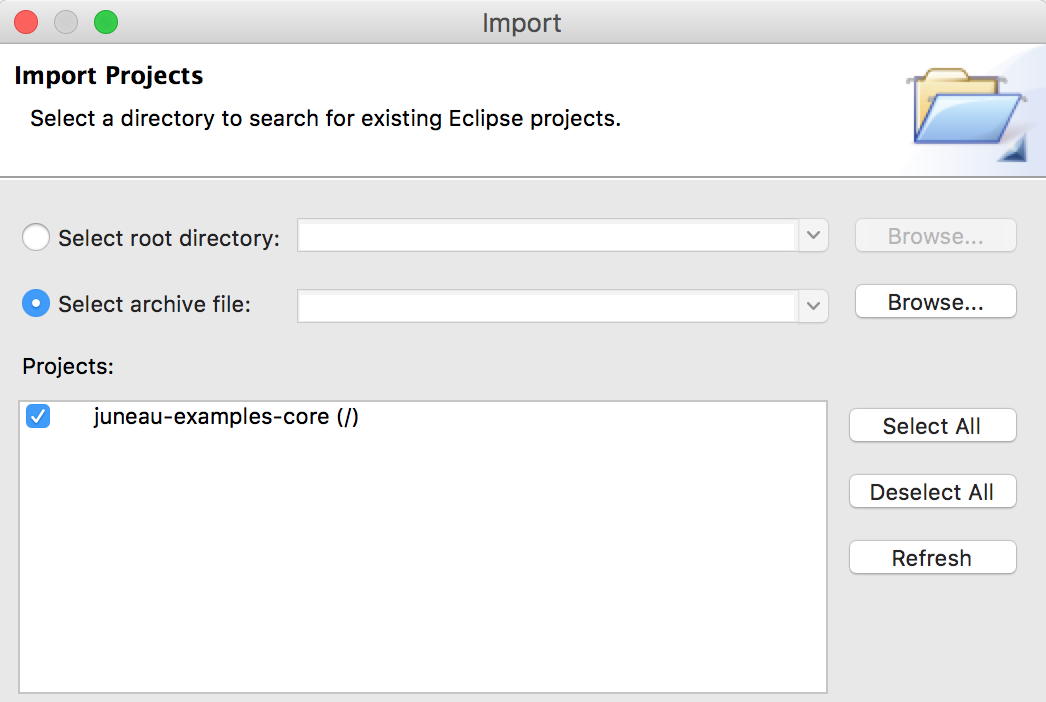 Import
Import Projects
Select a directory to search for existing Eclipse projects.
Select root directory:
Browse...
Select archive file:
Browse...
Projects:
juneau-examples-core (/)
Select All
Deselect All
Refresh